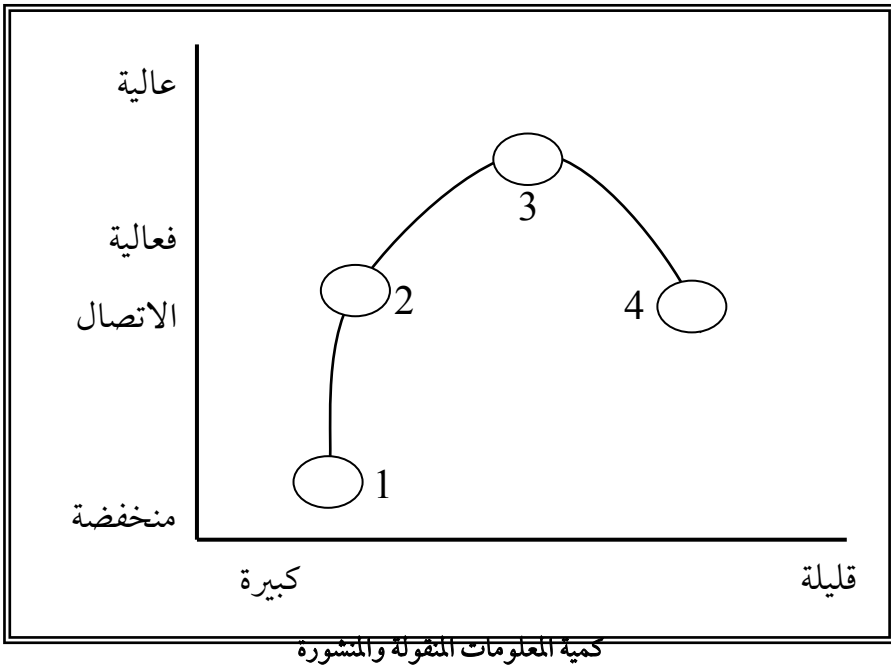 عالية
3
فعالية
2
4
الاتصال
1
منخفضة
قليلة
كبيرة
كمية المعلومات المنقولة والمنشورة